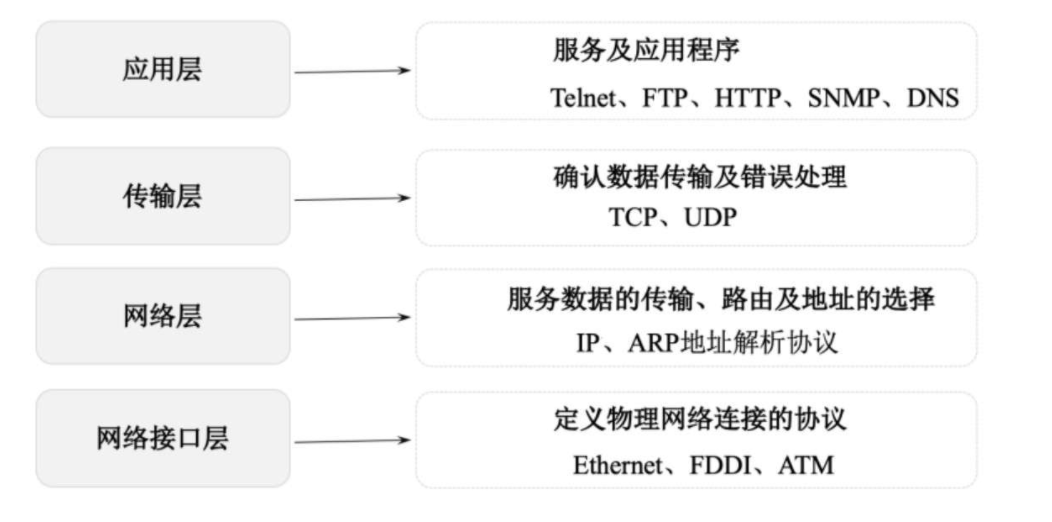 应用层
服务及应用程序
Telnet、FTP、HTTP、SNMP、DNS
传输层
确认数据传输及错误处理
TCP、UDP
网络层
服务数据的传输、路由及地址的选择
IP、ARP地址解析协议
网络接口层
定义物理网络连接的协议
Ethernet、FDDI、ATM